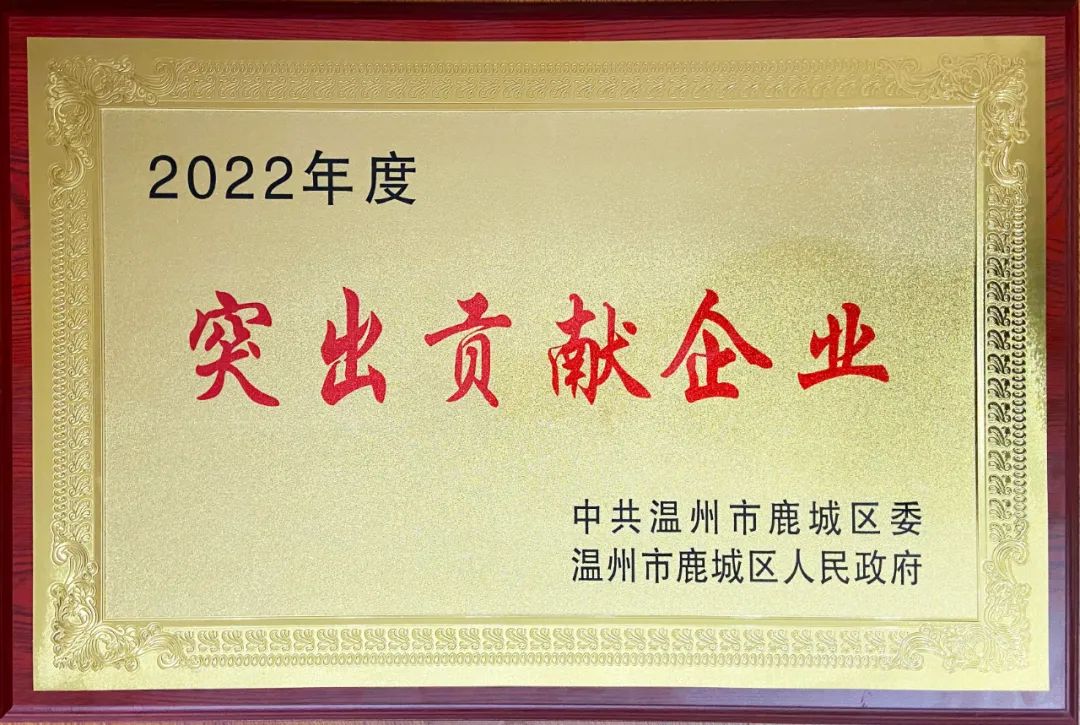 2022年度
突出贡献企业
中共温州市鹿城区委
温州市鹿城区人民政府